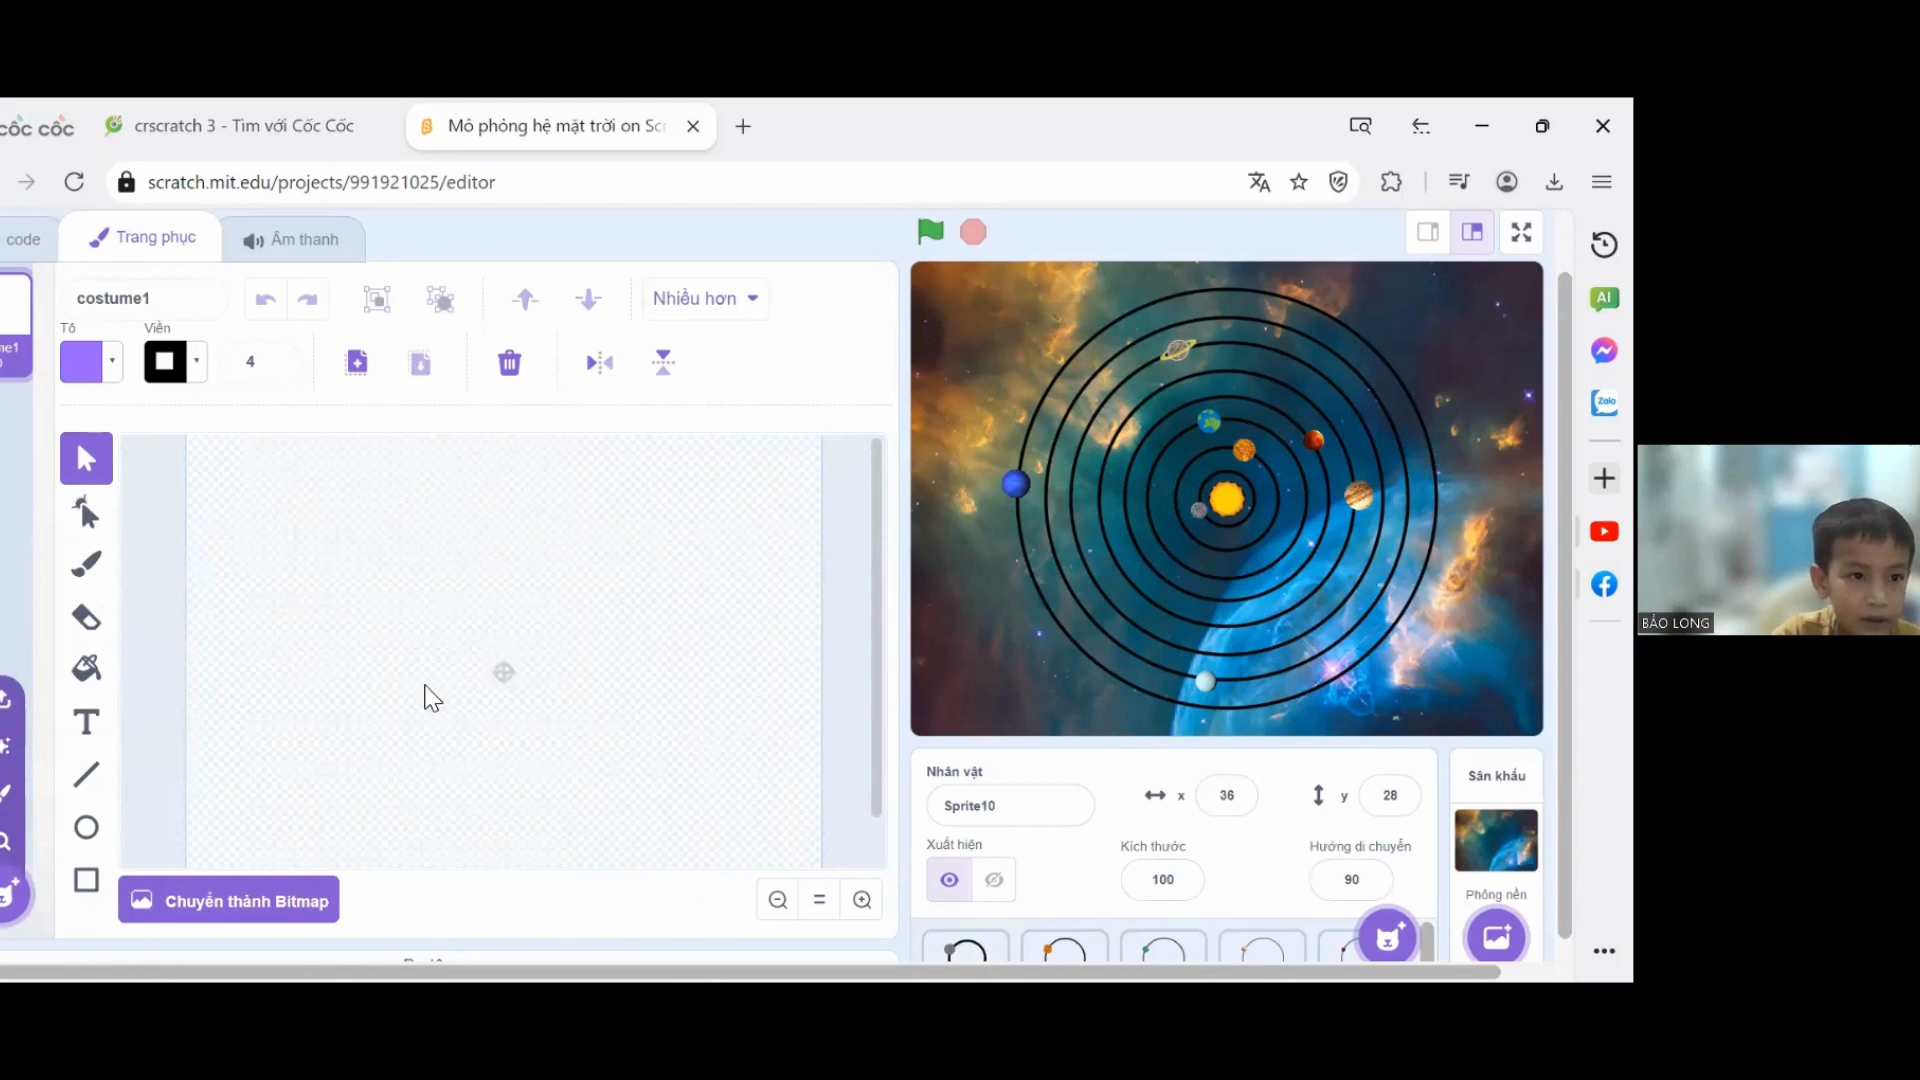 cốc cốc
crscratch 3 - Tìm với Cốc Cốc
Mô phỏng hệ mặt trời on Scr
scratch.mit.edu/projects/991921025/editor
code
Trang phục
Âm thanh
costume1
Nhiều hơn
Tô
Viền
4
me1
AI
Zalo
Chuyển thành Bitmap
Nhân vật
Sprite10
x
36
y
28
Xuất hiện
Kích thước
100
Hướng di chuyển
90
Sân khấu
Phông nền
BẢO LONG